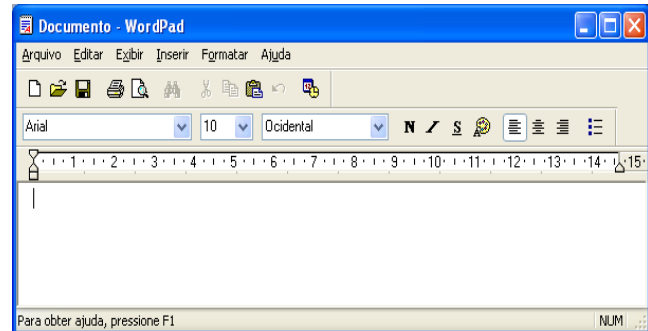 Documento - WordPad
Arquivo Editar Exibir Inserir Formatar Ajuda
Arial 10 Ocidental N I S
1 2 3 4 5 6 7 8 9 10 11 12 13 14 15
Para obter ajuda, pressione F1 NUM